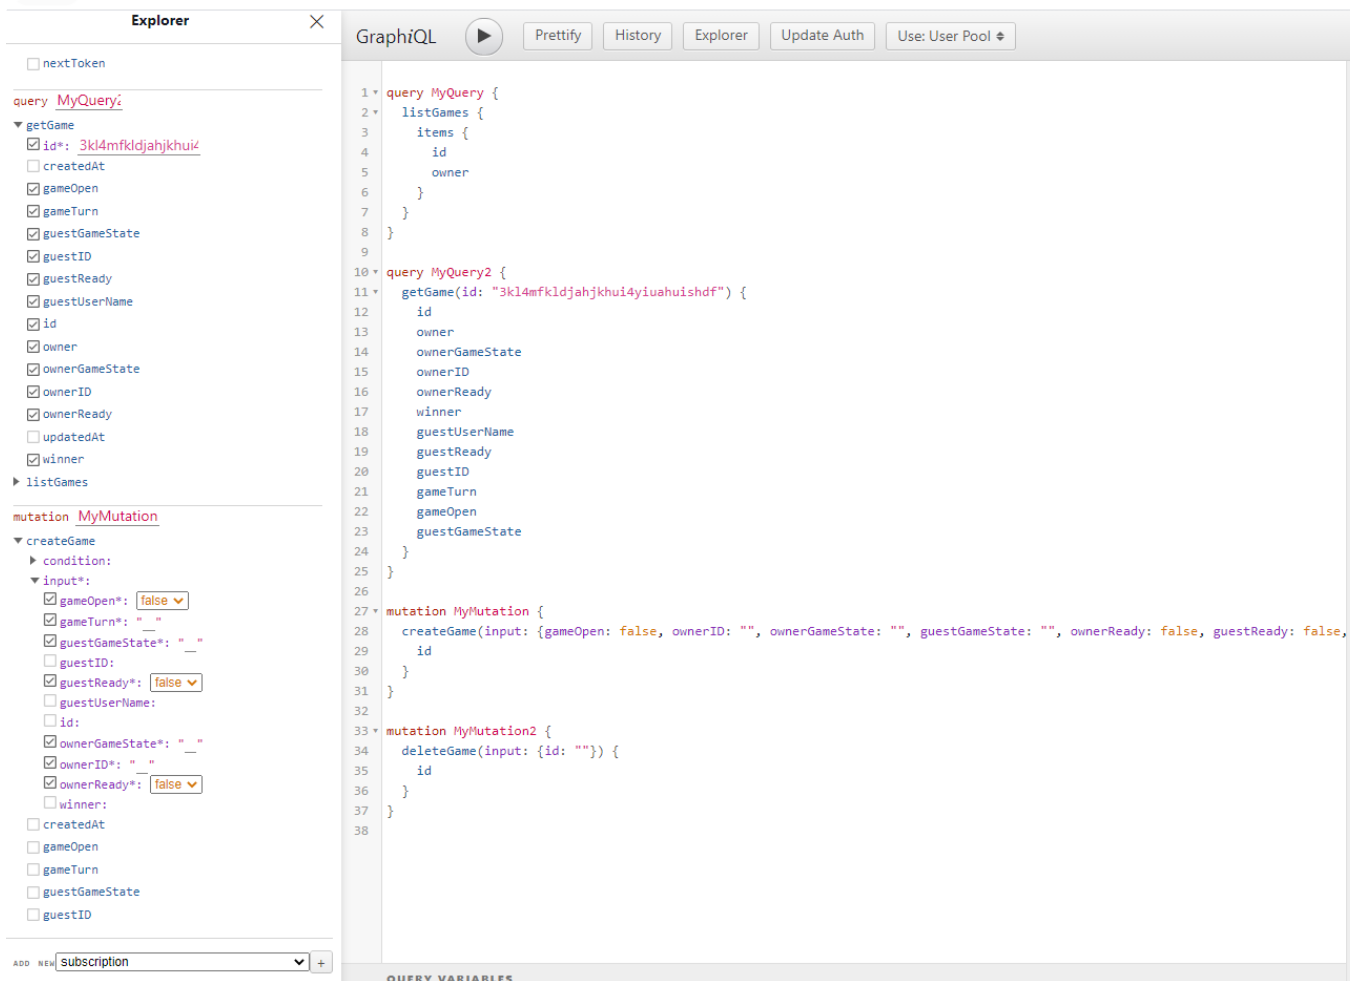 Explorer
nextToken
query MyQuery2
getGame
id*: 3kl4mfkldjahjkhui4
createdAt
gameOpen
gameTurn
guestGameState
guestID
guestReady
guestUserName
id
owner
ownerGameState
ownerID
ownerReady
updatedAt
winner
listGames
mutation MyMutation
createGame
condition:
input*:
gameOpen*: false
gameTurn*: "__"
guestGameState*: "__"
guestID:
guestReady*: false
guestUserName:
id:
ownerGameState*: "__"
ownerID*: "__"
ownerReady*: false
winner:
createdAt
gameOpen
gameTurn
guestGameState
guestID
ADD NEW subscription +
GraphiQL Prettify History Explorer Update Auth Use: User Pool
1 query MyQuery {
2 listGames {
3 items {
4 id
5 owner
6 }
7 }
8 }
9
10 query MyQuery2 {
11 getGame(id: "3kl4mfkldjahjkhui4yiuahuishdf") {
12 id
13 owner
14 ownerGameState
15 ownerID
16 ownerReady
17 winner
18 guestUserName
19 guestReady
20 guestID
21 gameTurn
22 gameOpen
23 guestGameState
24 }
25 }
26
27 mutation MyMutation {
28 createGame(input: {gameOpen: false, ownerID: "", ownerGameState: "", guestGameState: "", ownerReady: false, guestReady: false,
29 id
30 }
31 }
32
33 mutation MyMutation2 {
34 deleteGame(input: {id: ""}) {
35 id
36 }
37 }
38
QUERY VARIABLES